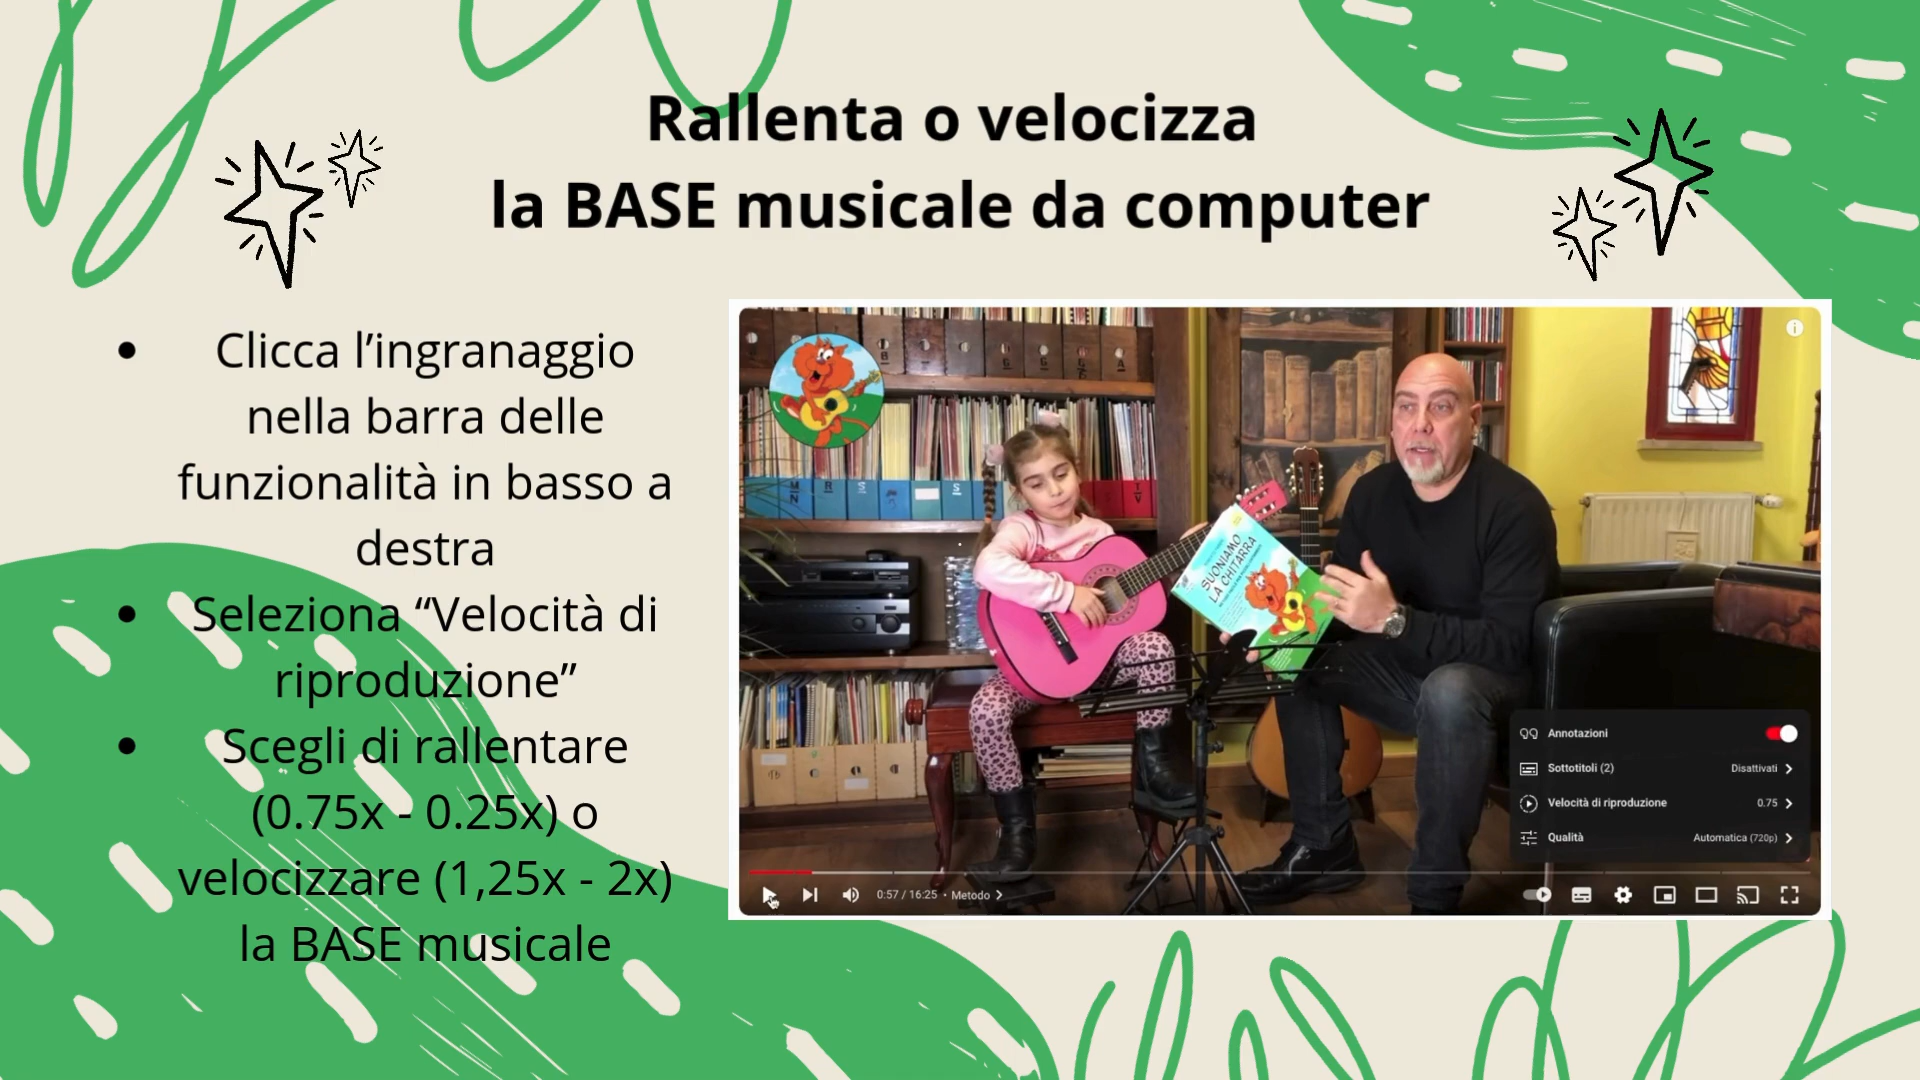 Rallenta o velocizza
la BASE musicale da computer
• Clicca l’ingranaggio
nella barra delle
funzionalità in basso a
destra
• Seleziona “Velocità di
riproduzione”
• Scegli di rallentare
(0.75x - 0.25x) o
velocizzare (1,25x - 2x)
la BASE musicale
SUONIAMO
LA CHITARRA
Annotazioni
Sottotitoli (2) Disattivati
Velocità di riproduzione 0.75
Qualità Automatica (720p)
0:57 / 16:25 • Metodo